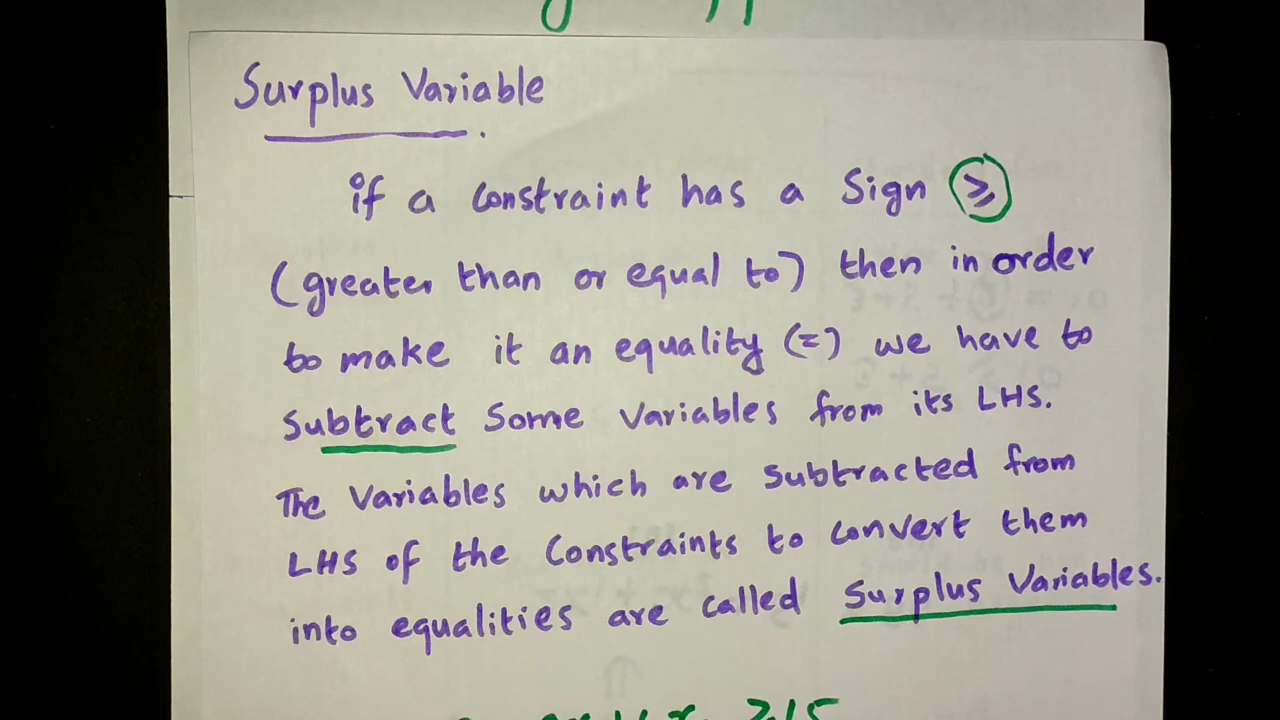 Surplus Variable
if a constraint has a Sign ≥
(greater than or equal to) then in order
to make it an equality (=) we have to
Subtract Some Variables from its LHS.
The Variables which are subtracted from
LHS of the Constraints to convert them
into equalities are called Surplus Variables.